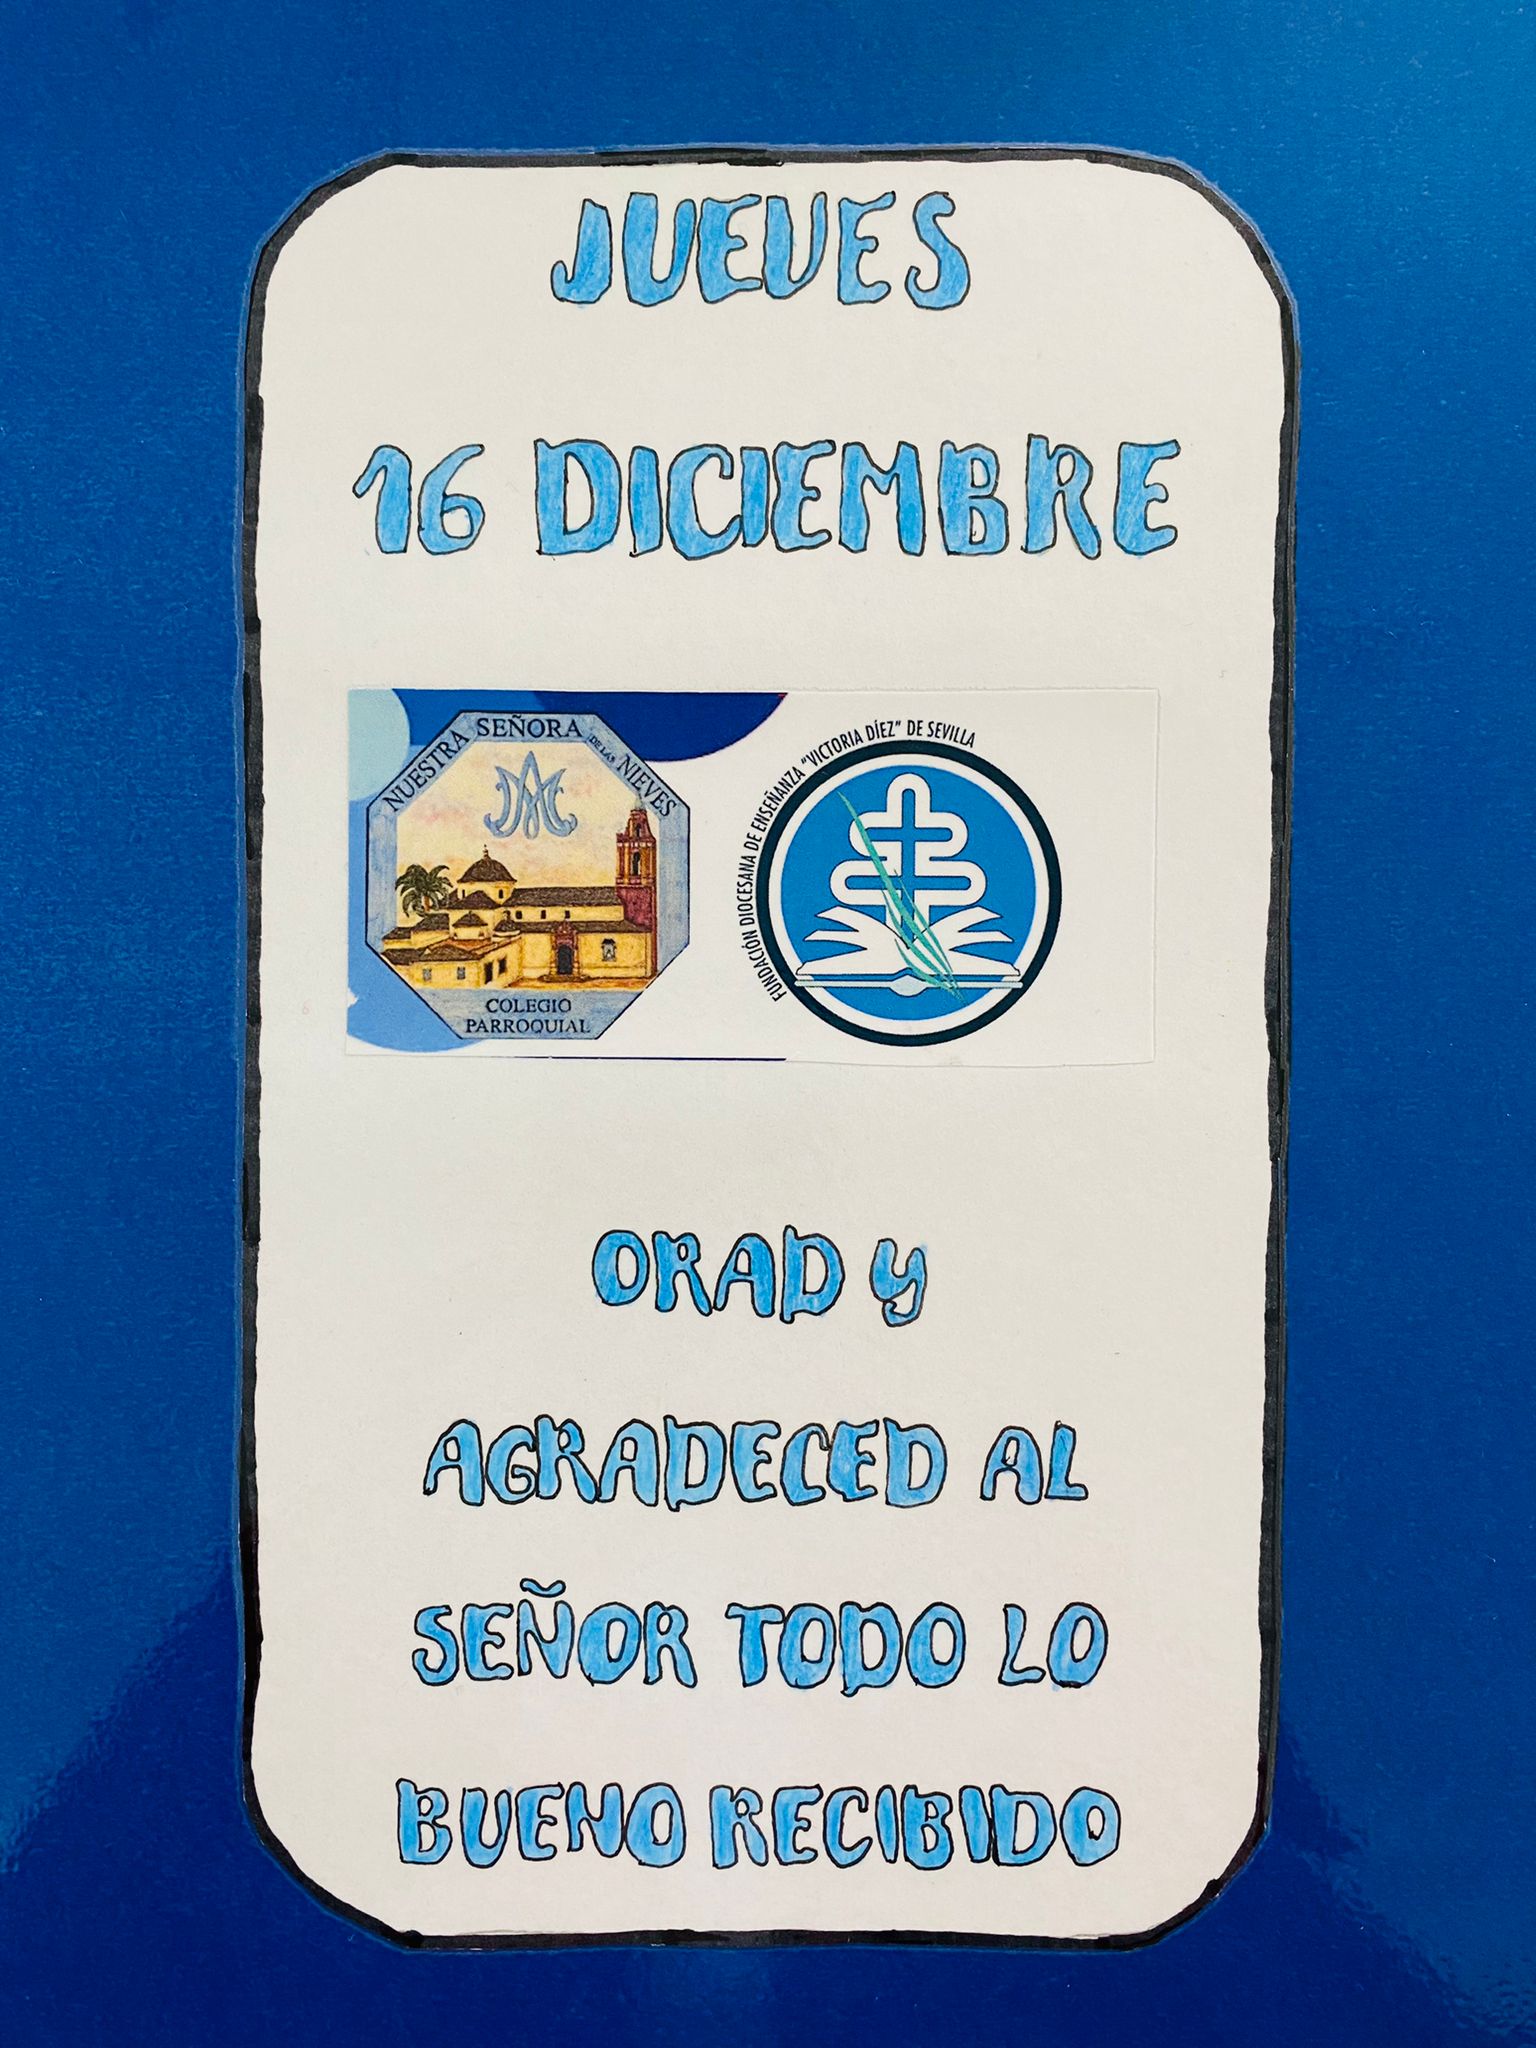 JUEVES
16 DICIEMBRE
NUESTRA SEÑORA DE LAS NIEVES
COLEGIO
PARROQUIAL
FUNDACIÓN DIOCESANA DE ENSEÑANZA "VICTORIA DÍEZ" DE SEVILLA
ORAD Y
AGRADECED AL
SEÑOR TODO LO
BUENO RECIBIDO